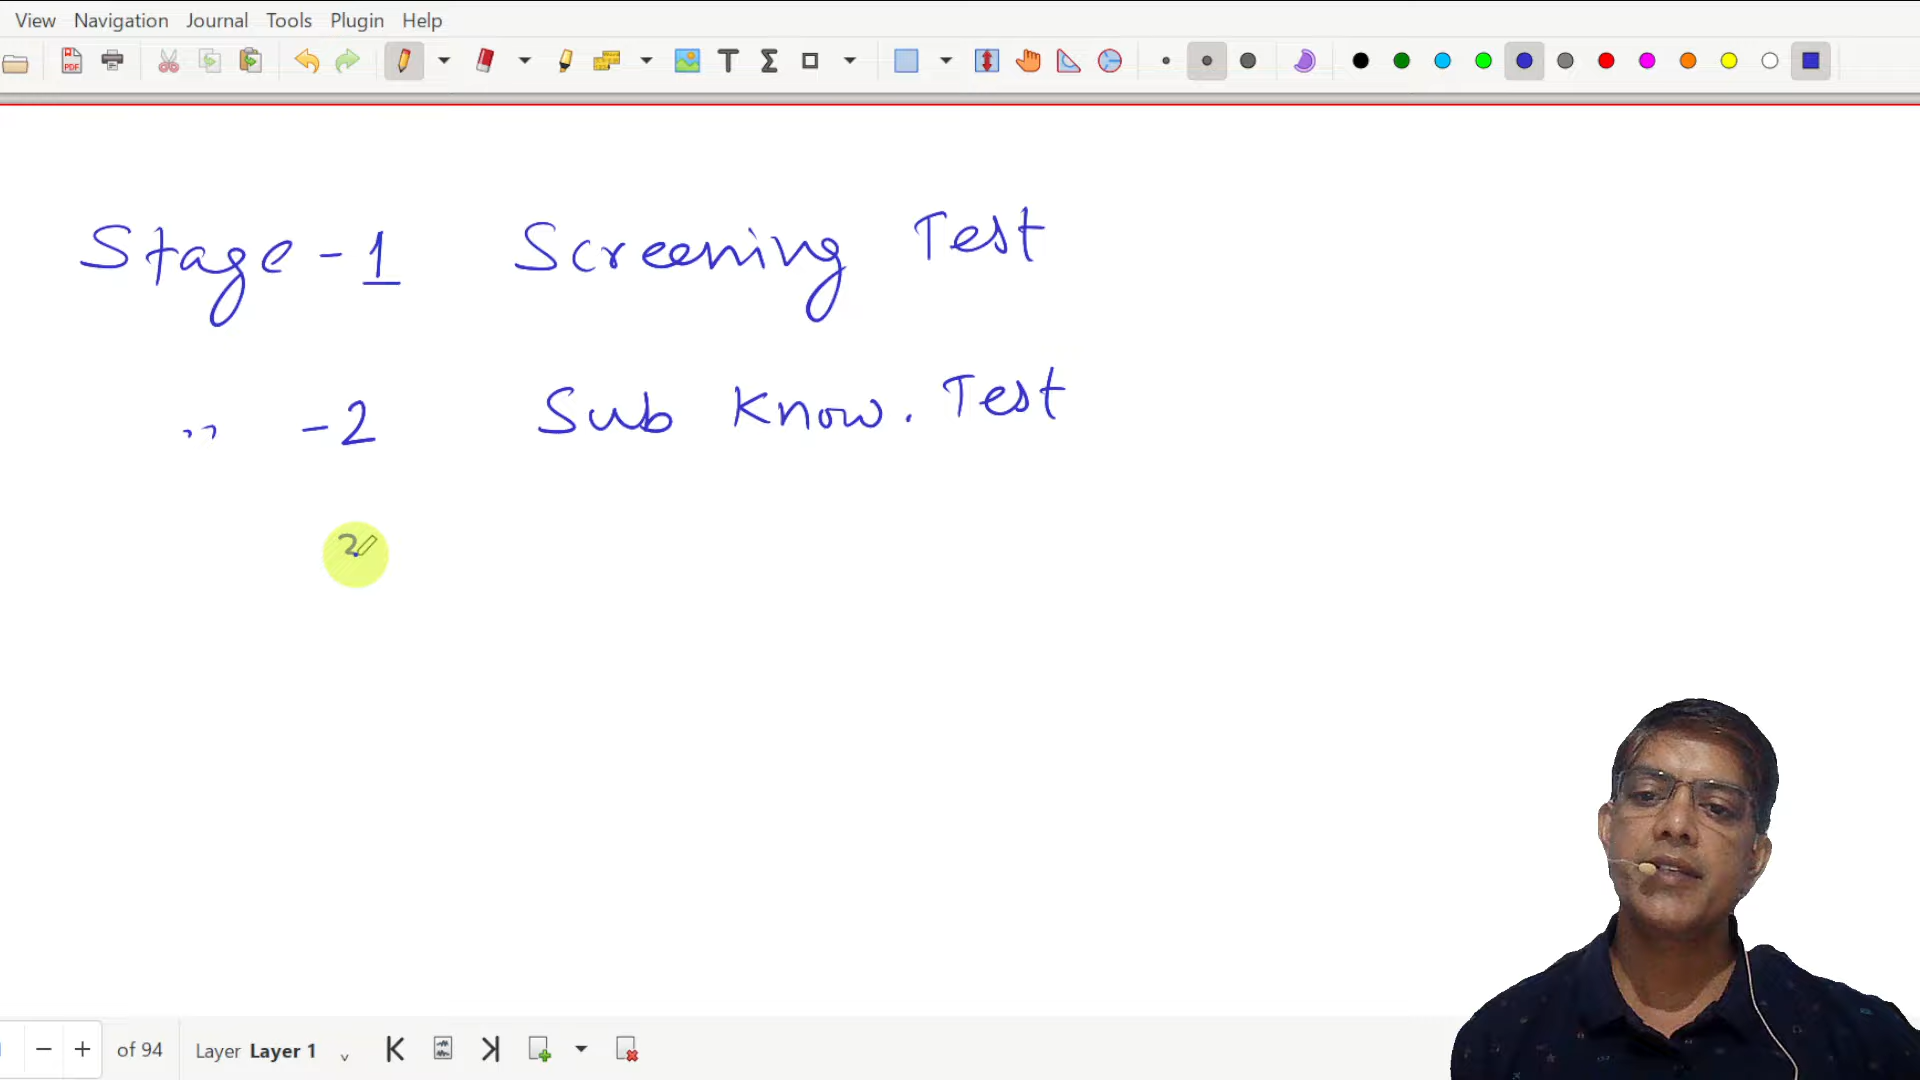 View Navigation Journal Tools Plugin Help
Stage-1 Screening Test
,, -2 Sub Know. Test
of 94 Layer Layer 1